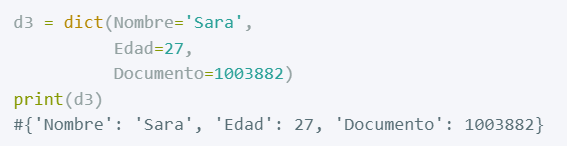 d3 = dict(Nombre='Sara',
          Edad=27,
          Documento=1003882)
print(d3)
#{'Nombre': 'Sara', 'Edad': 27, 'Documento': 1003882}